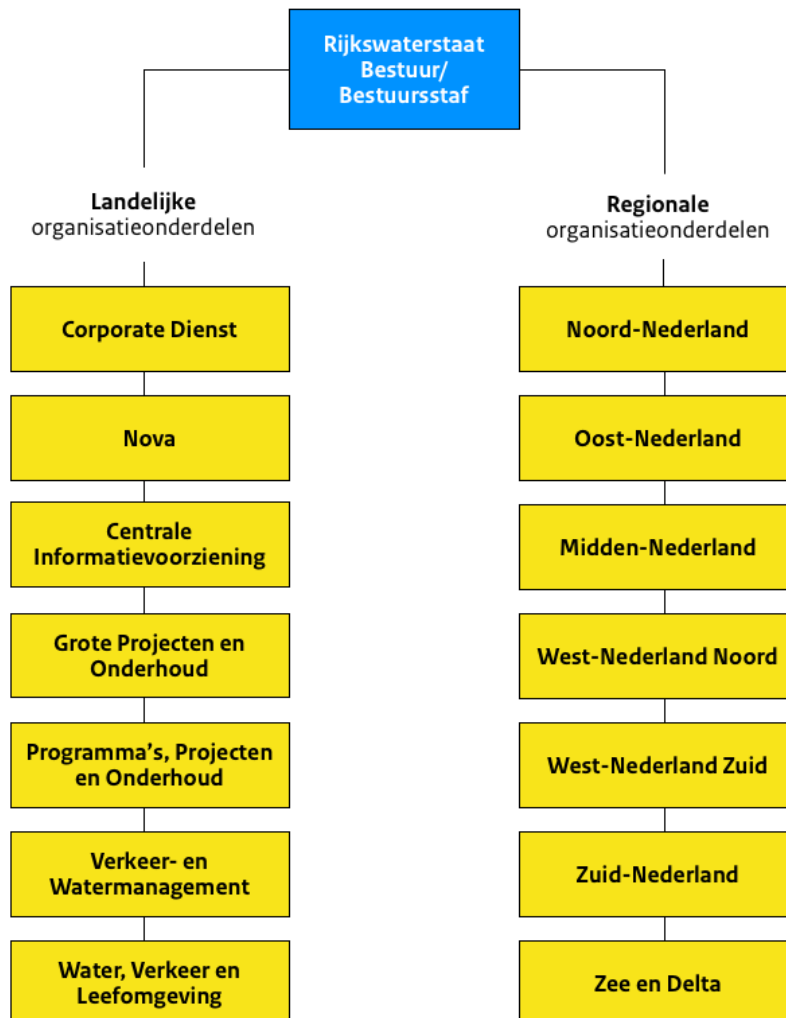 Rijkswaterstaat
Bestuur/
Bestuursstaf
Landelijke
organisatieonderdelen
Corporate Dienst
Nova
Centrale
Informatievoorziening
Grote Projecten en
Onderhoud
Programma’s, Projecten
en Onderhoud
Verkeer- en
Watermanagement
Water, Verkeer en
Leefomgeving
Regionale
organisatieonderdelen
Noord-Nederland
Oost-Nederland
Midden-Nederland
West-Nederland Noord
West-Nederland Zuid
Zuid-Nederland
Zee en Delta